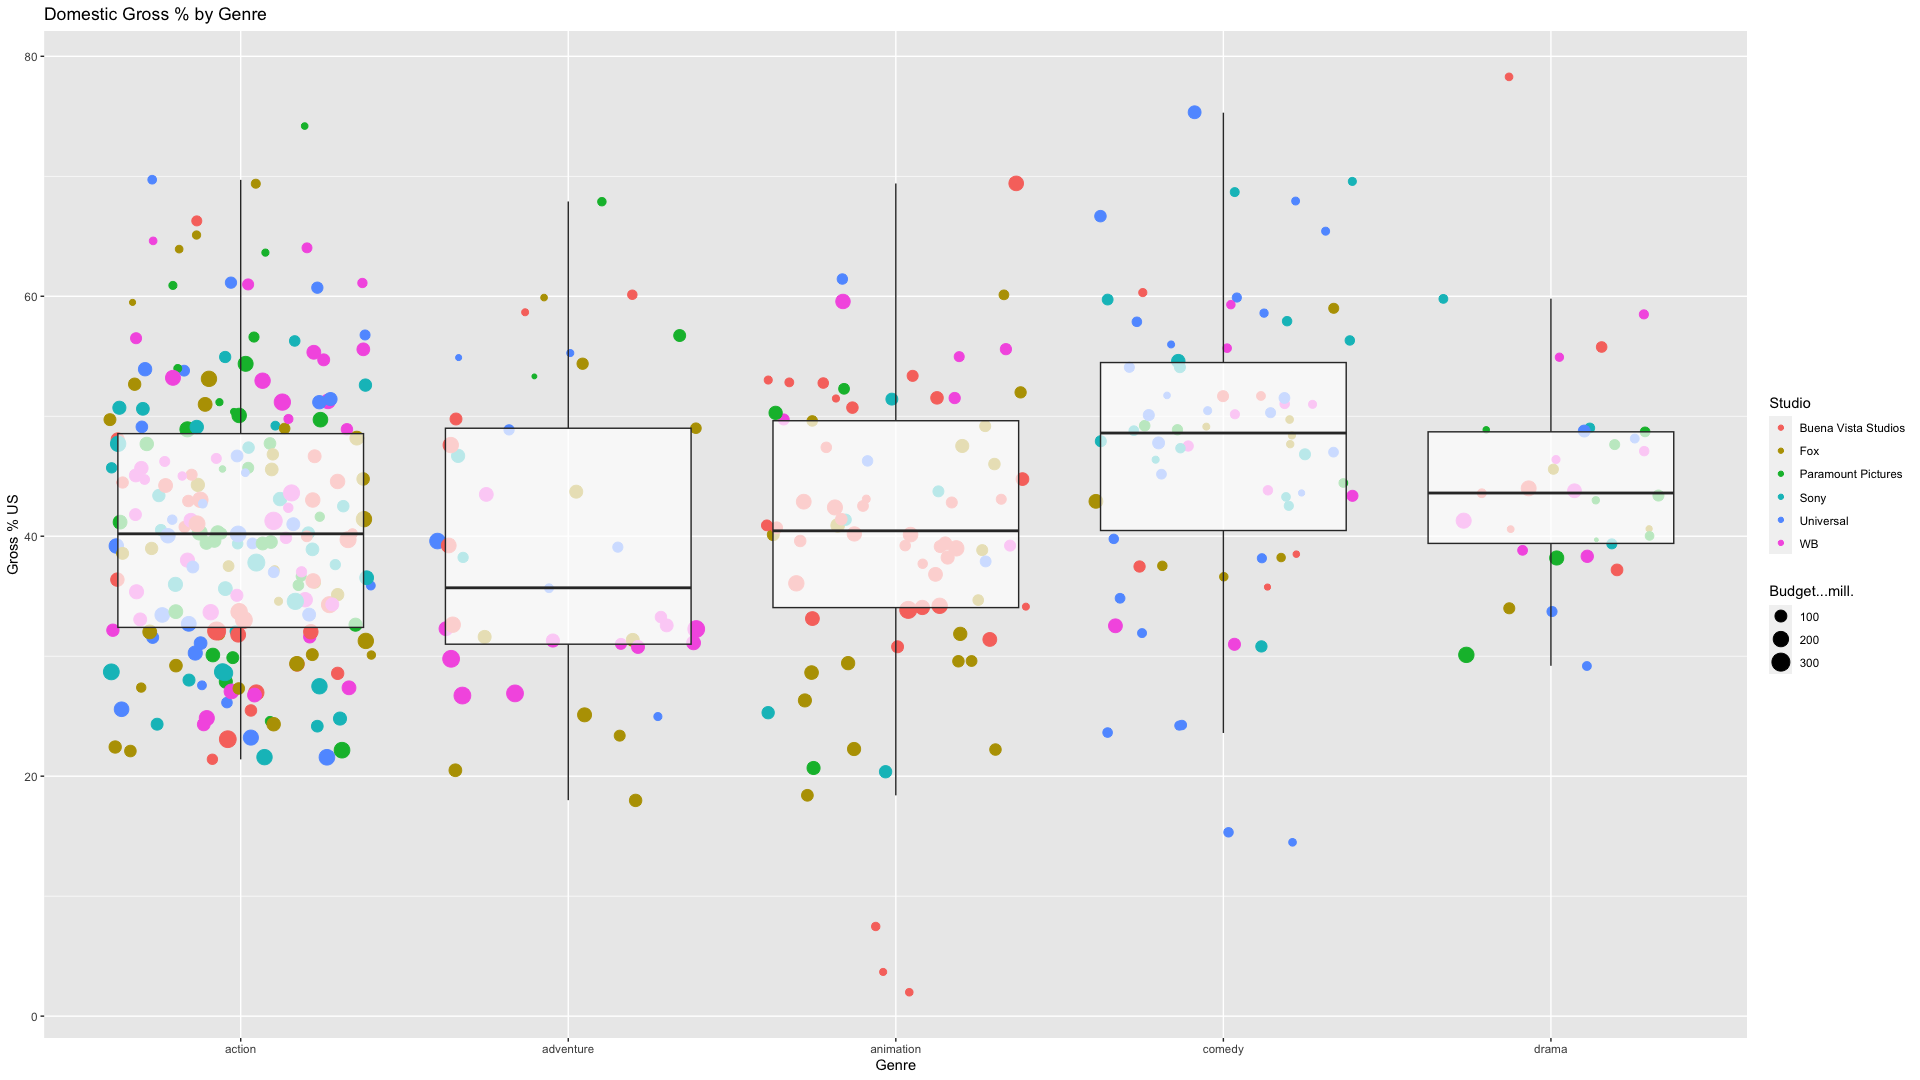 Domestic Gross % by Genre
Gross % US
80
60
40
20
0
action
adventure
animation
comedy
drama
Genre
Studio
Buena Vista Studios
Fox
Paramount Pictures
Sony
Universal
WB
Budget...mill.
100
200
300